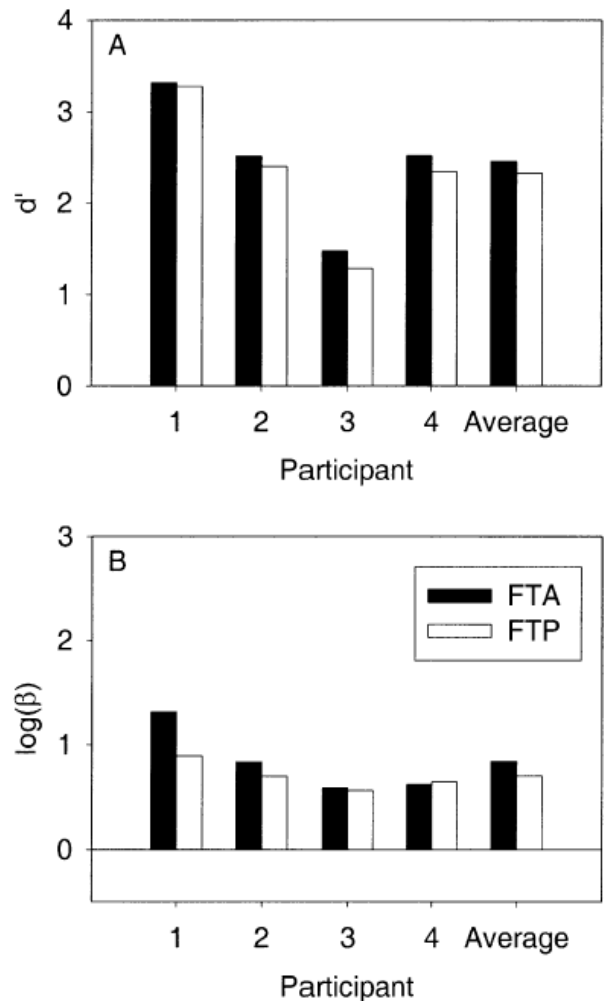 A
4
3
2
1
0
d'
1 2 3 4 Average
Participant
B
3
2
1
0
log(β)
FTA
FTP
1 2 3 4 Average
Participant